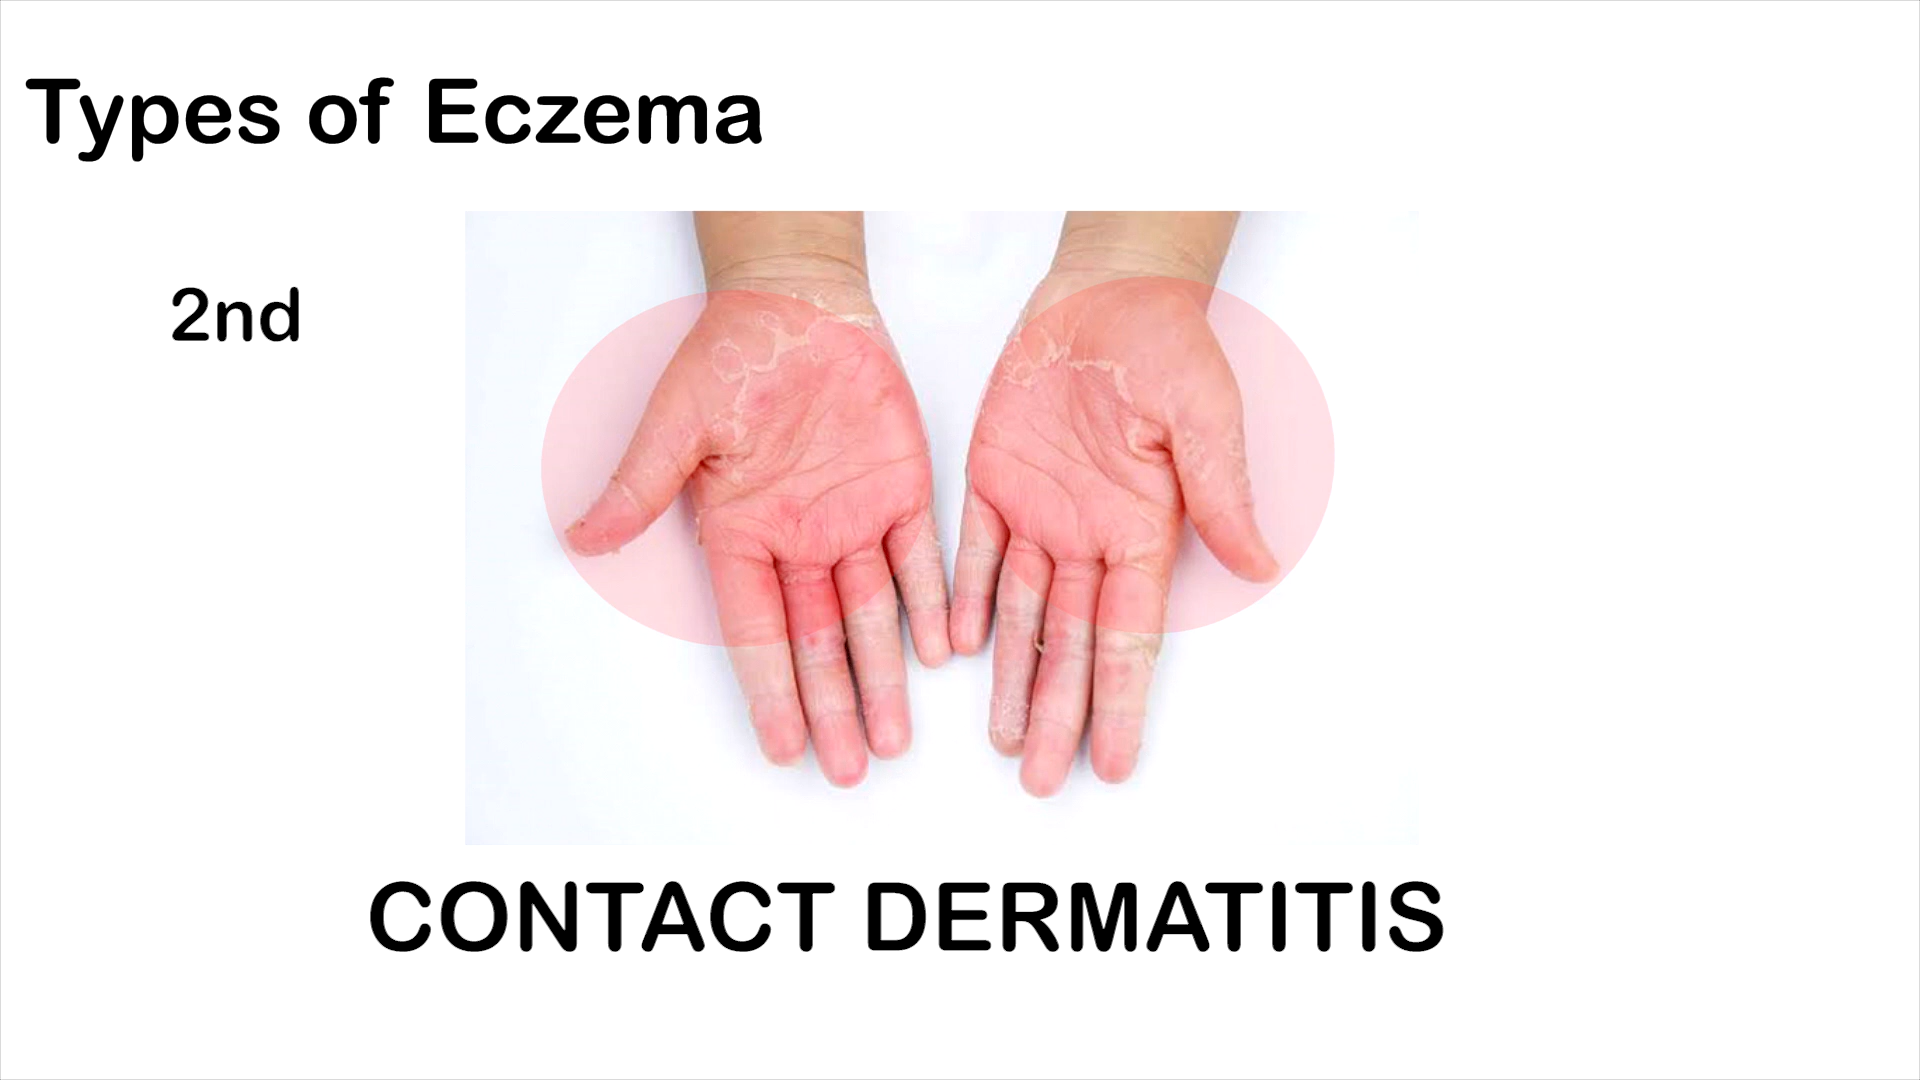 Types of Eczema
2nd
CONTACT DERMATITIS